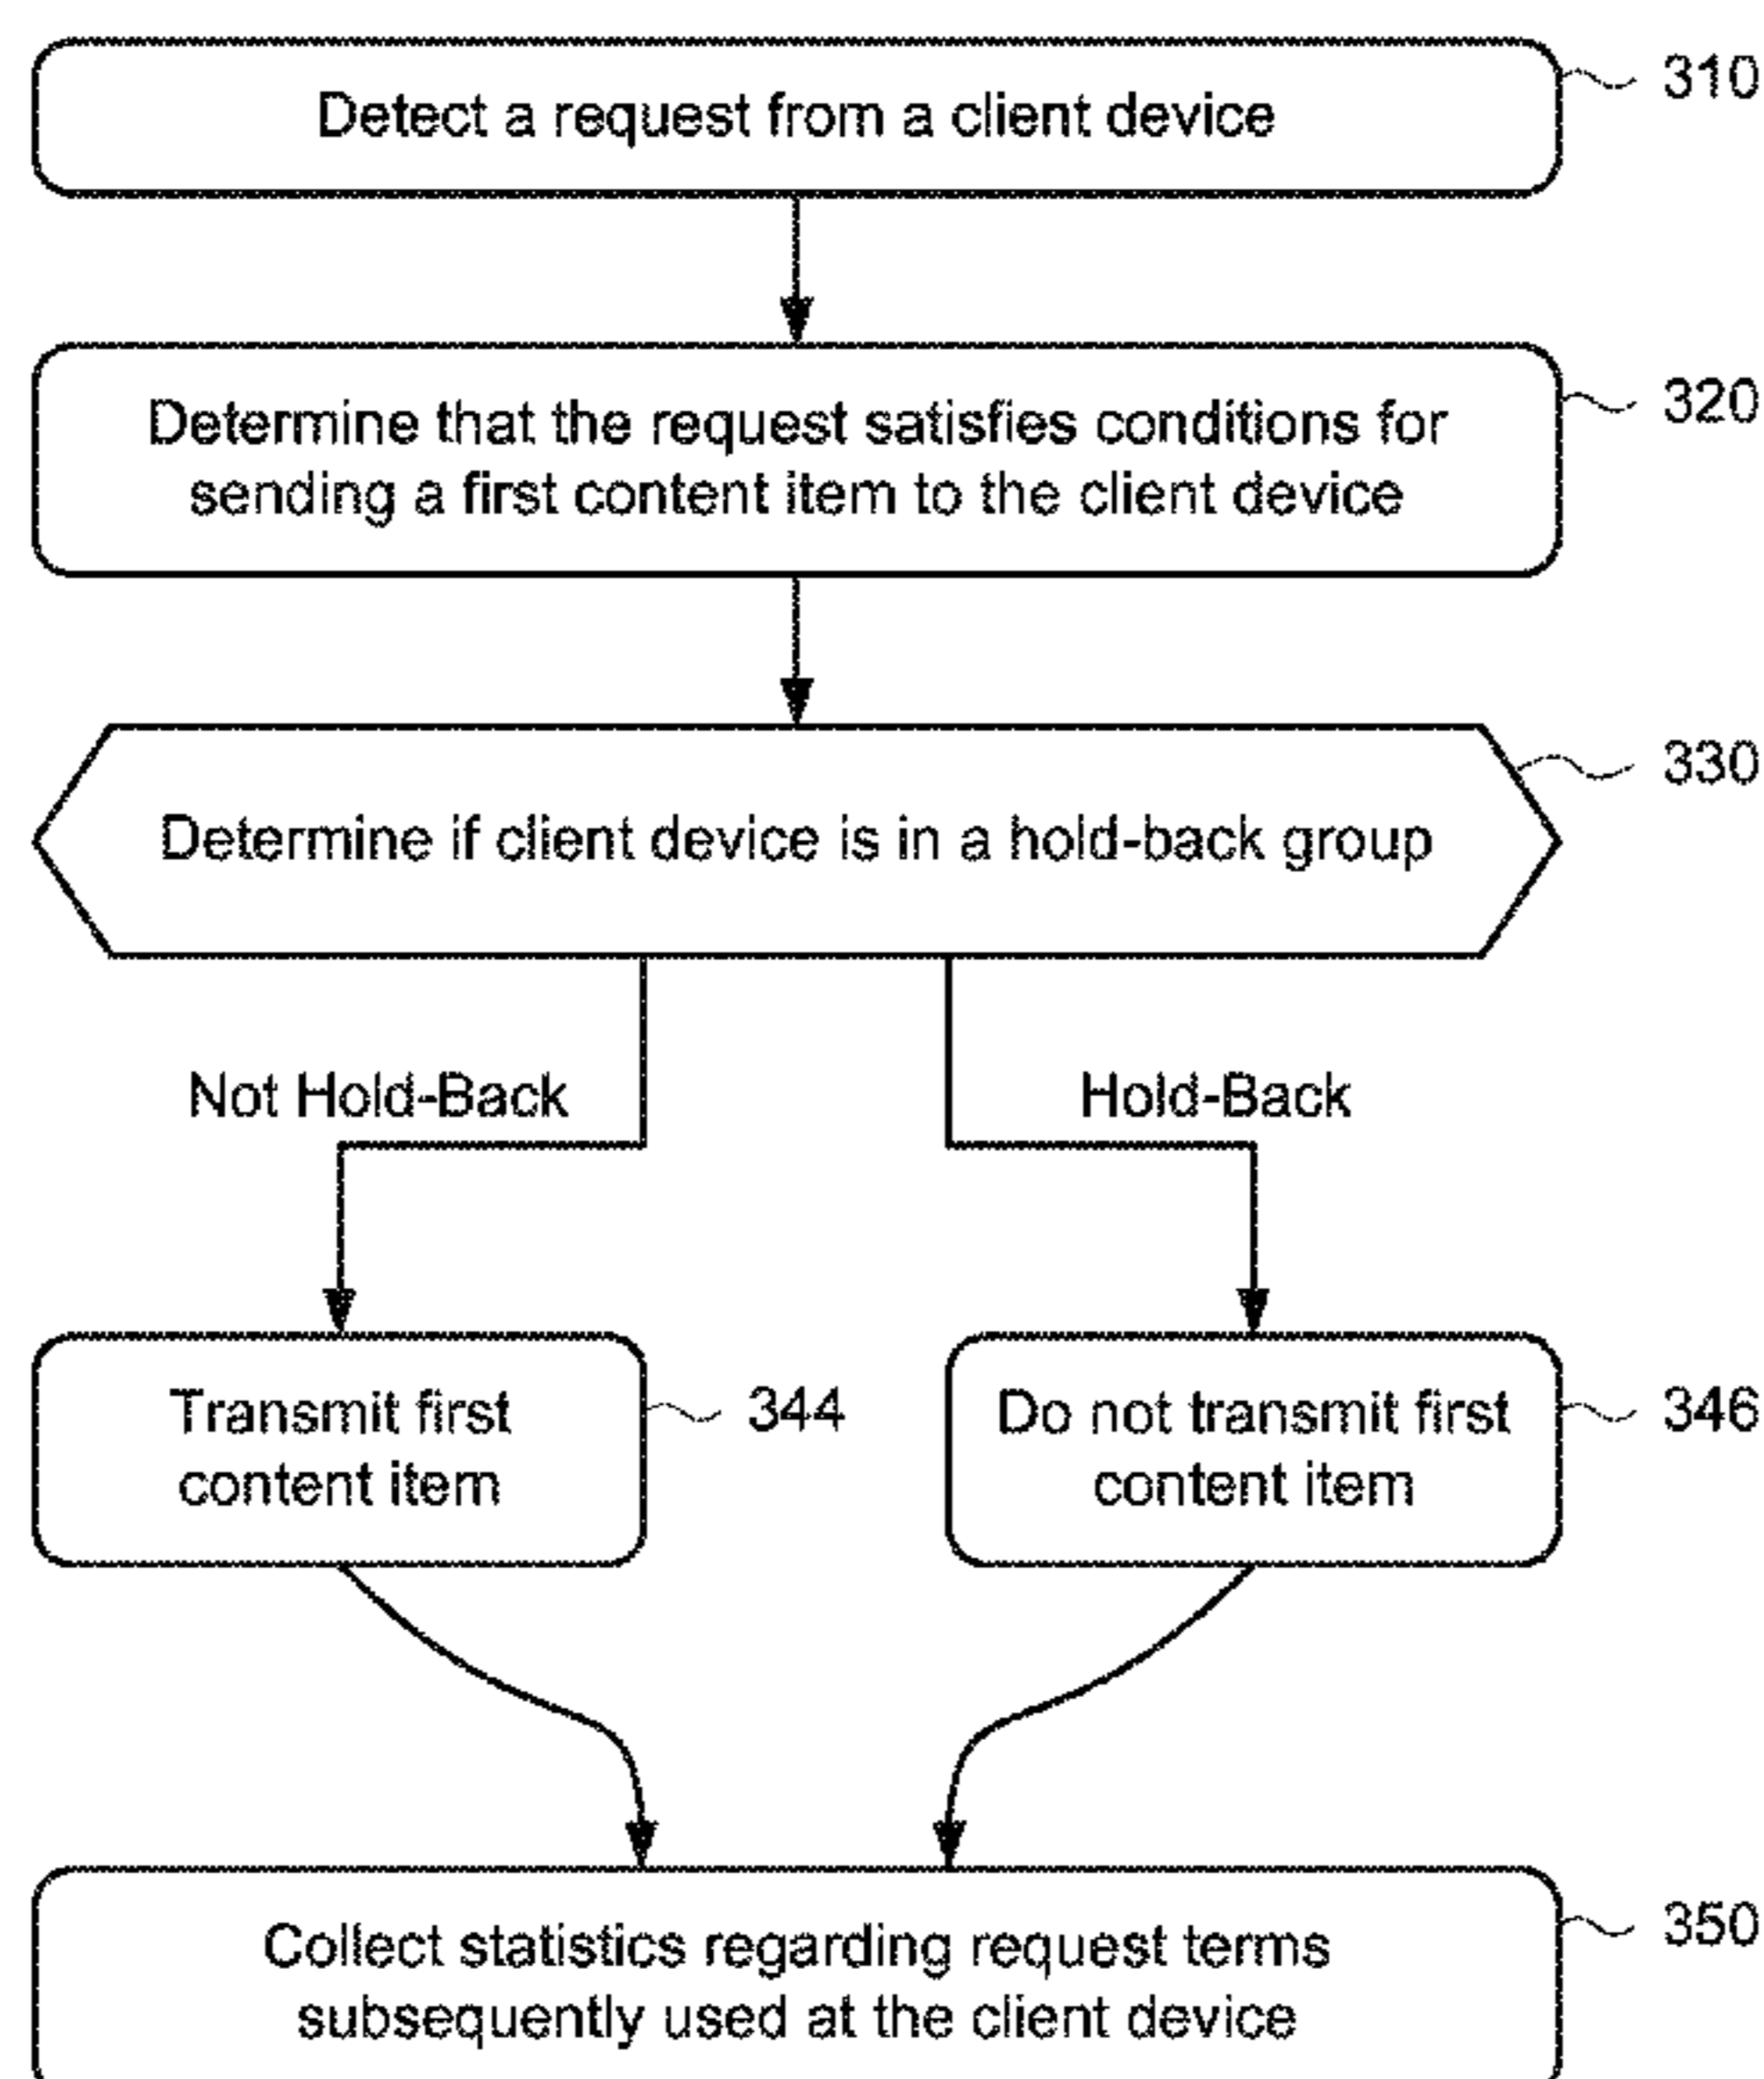 Detect a request from a client device
310
Determine that the request satisfies conditions for
sending a first content item to the client device
320
Determine if client device is in a hold-back group
330
Not Hold-Back
Hold-Back
Transmit first
content item
344
Do not transmit first
content item
346
Collect statistics regarding request terms
subsequently used at the client device
350